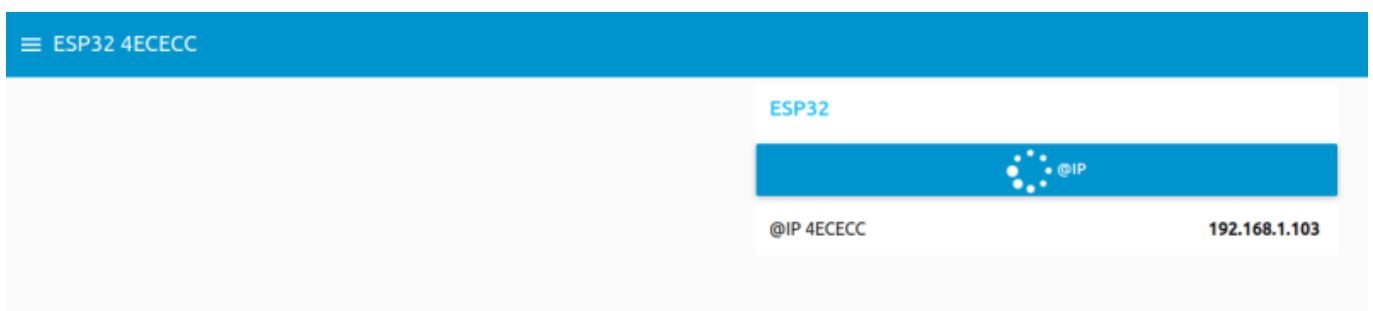 ESP32 4ECECC
ESP32
@IP
@IP 4ECECC 192.168.1.103